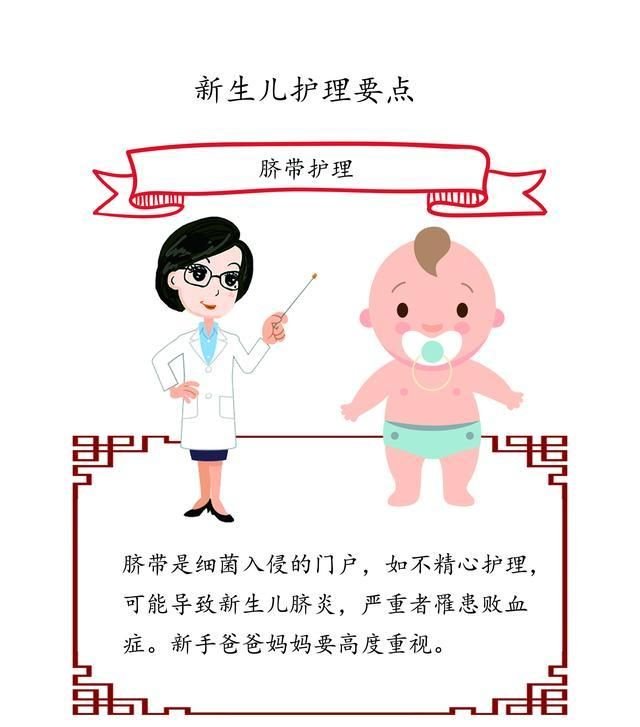 新生儿护理要点
脐带护理
脐带是细菌入侵的门户，如不精心护理，
可能导致新生儿脐炎，严重者罹患败血
症。新手爸爸妈妈要高度重视。